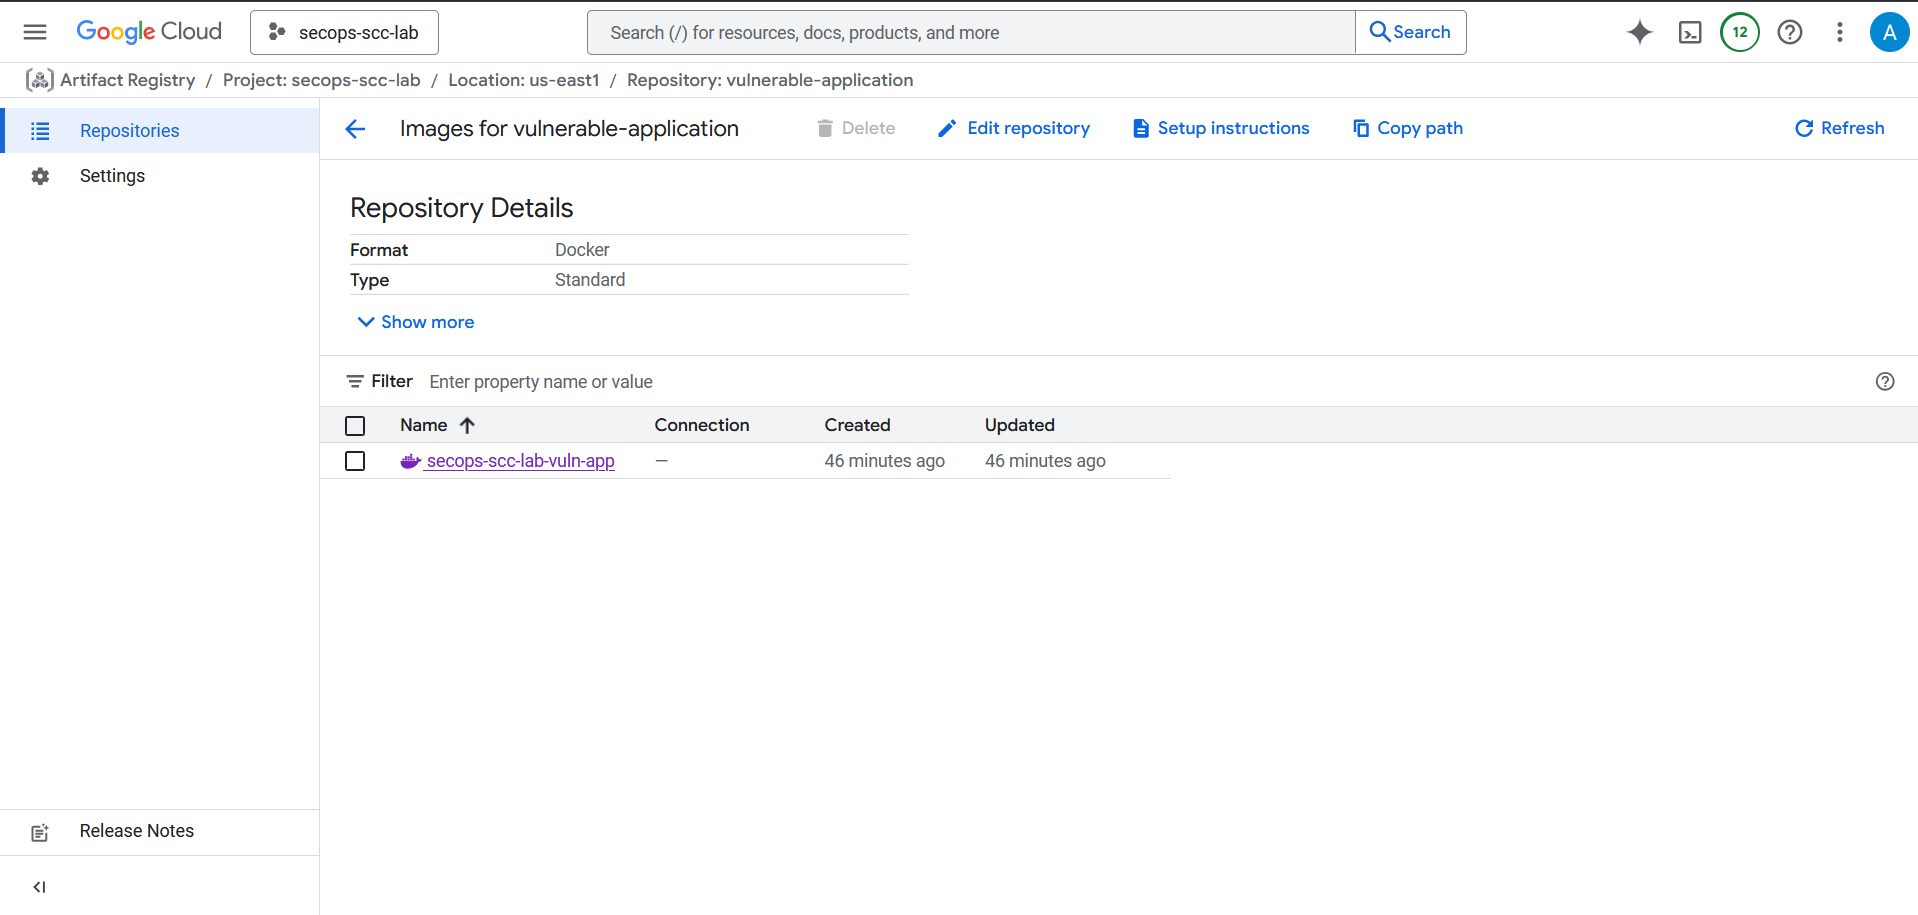 Google Cloud
secops-scc-lab
Search (/) for resources, docs, products, and more
Search
12
A
Artifact Registry / Project: secops-scc-lab / Location: us-east1 / Repository: vulnerable-application
Repositories
Settings
Images for vulnerable-application
Delete
Edit repository
Setup instructions
Copy path
Refresh
Repository Details
Format Docker
Type Standard
Show more
Filter Enter property name or value
Name Connection Created Updated
secops-scc-lab-vuln-app — 46 minutes ago 46 minutes ago
Release Notes